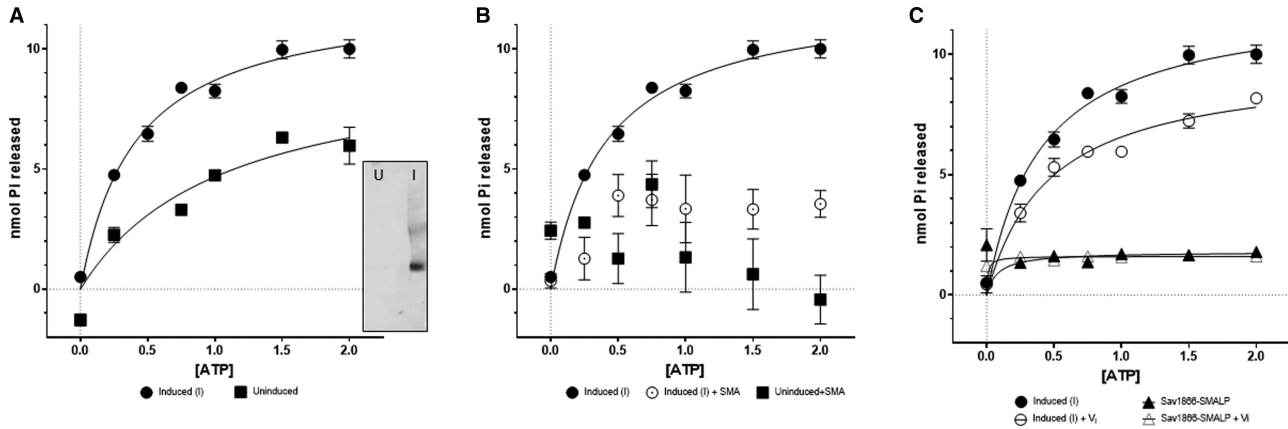 A
nmol Pi released
10
5
0
0.0 0.5 1.0 1.5 2.0
[ATP]
U I
Induced (I) Uninduced
B
nmol Pi released
10
5
0
0.0 0.5 1.0 1.5 2.0
[ATP]
Induced (I) Induced (I) + SMA Uninduced+SMA
C
nmol Pi released
10
5
0
0.0 0.5 1.0 1.5 2.0
[ATP]
Induced (I) Sav1866-SMALP
Induced (I) + Vi Sav1866-SMALP + Vi